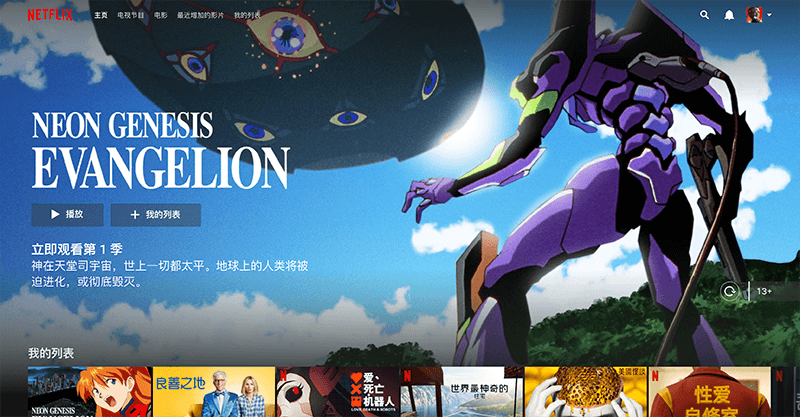 NETFLIX 主页 电视节目 电影 最近增加的影片 我的列表
NEON GENESIS
EVANGELION
播放 我的列表
立即观看第 1 季
神在天堂司宇宙，世上一切都太平。地球上的人类将被
迫进化，或彻底毁灭。
13+
我的列表
NEON GENESIS
良善之地
爱、
死亡
机器人
LOVE DEATH & ROBOTS
世界最神奇的
住宅
美國怪談
性爱
自修室